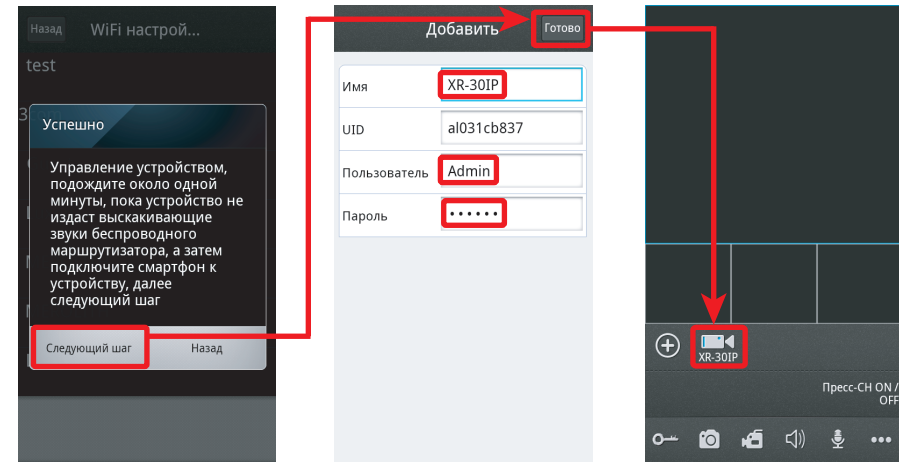 Назад WiFi настрой...
test
3
Успешно
Управление устройством,
подождите около одной
минуты, пока устройство не
издаст выскакивающие
звуки беспроводного
маршрутизатора, а затем
подключите смартфон к
устройству, далее
следующий шаг
Следующий шаг Назад
Добавить Готово
Имя XR-30IP
UID al031cb837
Пользователь Admin
Пароль ••••••
XR-30IP
Пресс-CH ON /
OFF